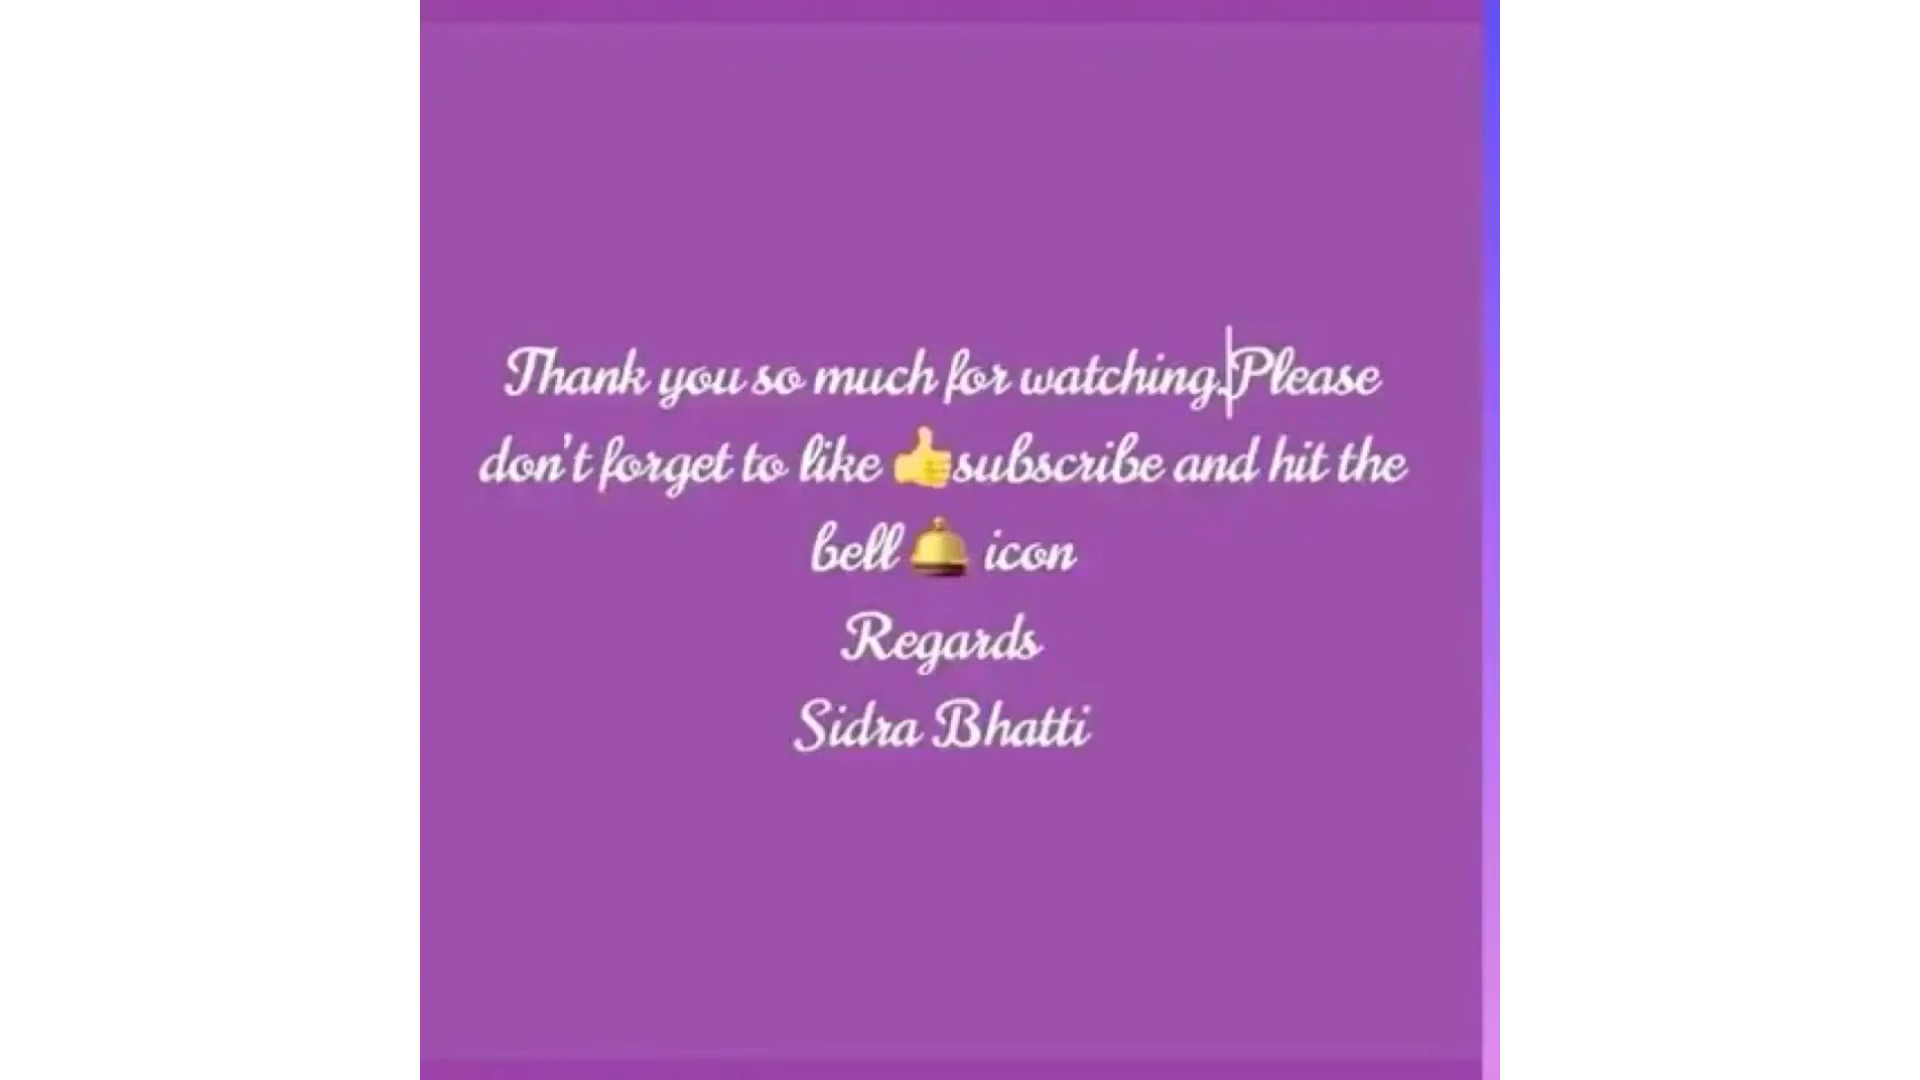 Thank you so much for watching.Please
don't forget to like 👍subscribe and hit the
bell🛎 icon
Regards
Sidra Bhatti